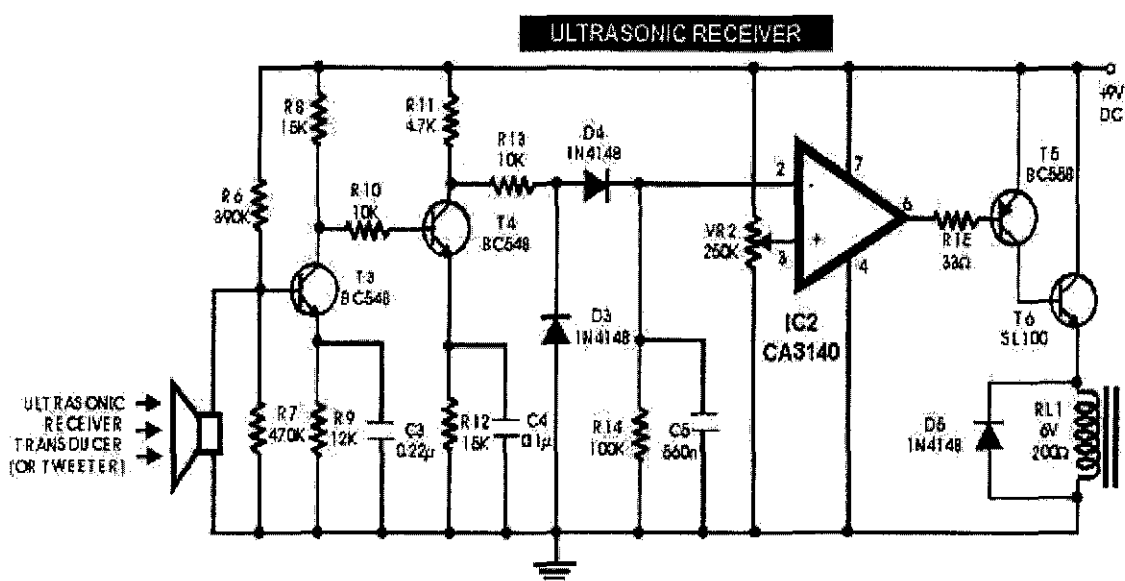 ULTRASONIC RECEIVER
+9V
DC
R8
15K
R11
4.7K
R13
10K
D4
1N4148
T5
BC558
2
-
7
6
R6
390K
R10
10K
T4
BC548
VR2
250K
3
+
4
R15
33Ω
T3
BC548
IC2
CA3140
D3
1N4148
T6
SL100
ULTRASONIC
RECEIVER
TRANSDUCER
(OR TWEETER)
R7
470K
R9
12K
C3
0.22µ
R12
15K
C4
0.1µ
R14
100K
C5
560n
D5
1N4148
RL1
6V
200Ω